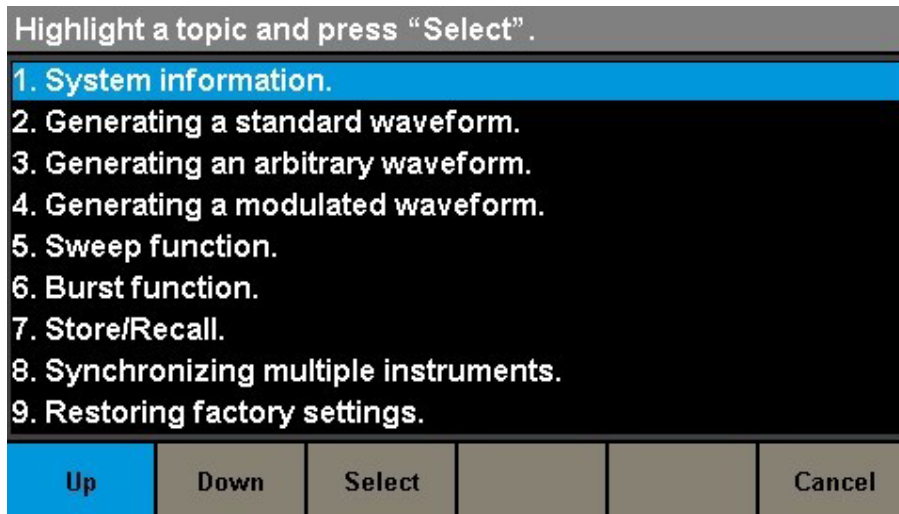 Highlight a topic and press “Select”.
1. System information.
2. Generating a standard waveform.
3. Generating an arbitrary waveform.
4. Generating a modulated waveform.
5. Sweep function.
6. Burst function.
7. Store/Recall.
8. Synchronizing multiple instruments.
9. Restoring factory settings.
Up Down Select Cancel